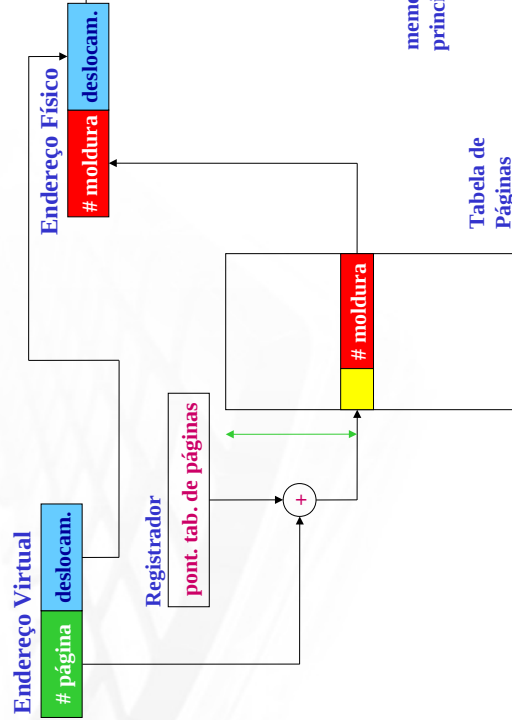 Endereço Virtual
# página
deslocam.
Registrador
pont. tab. de páginas
+
# moldura
Tabela de
Páginas
Endereço Físico
# moldura
deslocam.